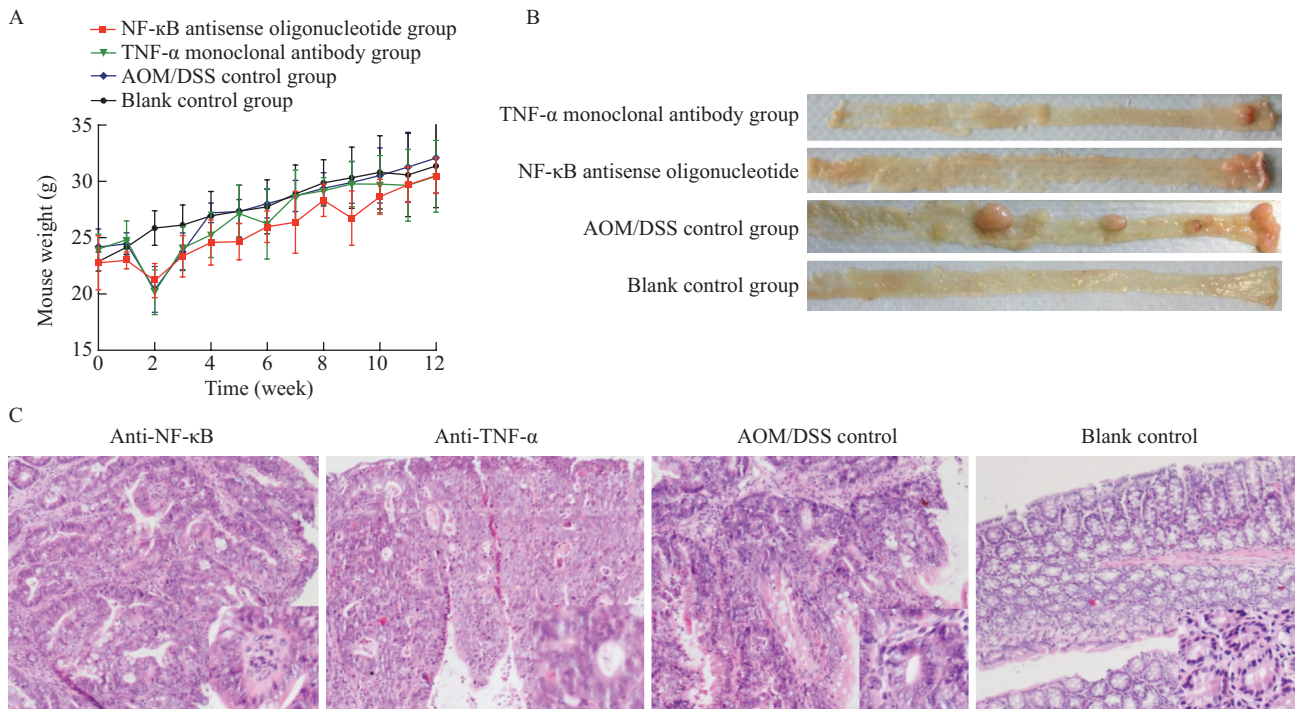 A
NF-κB antisense oligonucleotide group
TNF-α monoclonal antibody group
AOM/DSS control group
Blank control group
35
30
25
20
15
Mouse weight (g)
0 2 4 6 8 10 12
Time (week)
B
TNF-α monoclonal antibody group
NF-κB antisense oligonucleotide
AOM/DSS control group
Blank control group
C
Anti-NF-κB Anti-TNF-α AOM/DSS control Blank control